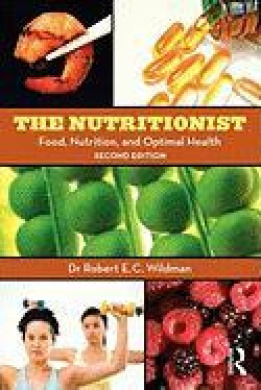 THE NUTRITIONIST
Food, Nutrition, and Optimal Health
SECOND EDITION
Dr Robert E.C. Wildman
R